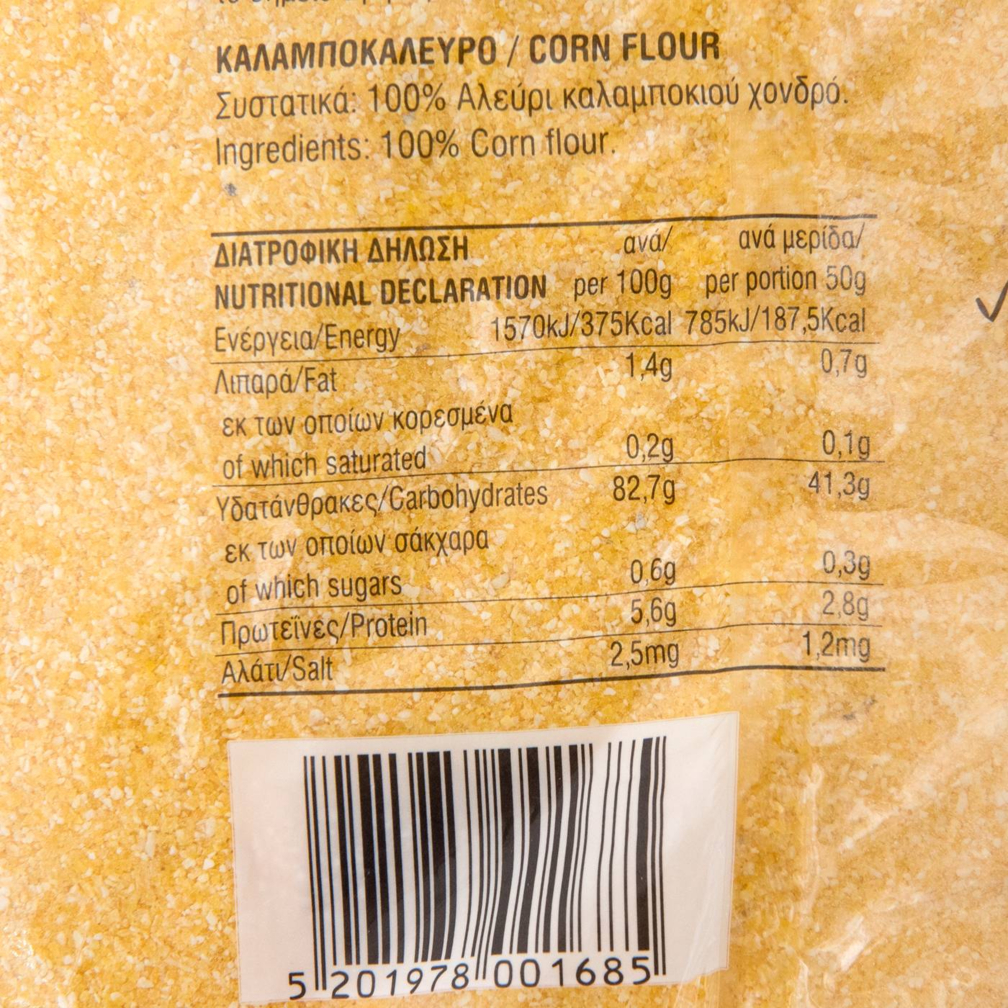 ΚΑΛΑΜΠΟΚΑΛΕΥΡΟ / CORN FLOUR
Συστατικά: 100% Αλεύρι καλαμποκιού χονδρό.
Ingredients: 100% Corn flour.
ΔΙΑΤΡΟΦΙΚΗ ΔΗΛΩΣΗ ανά/ ανά μερίδα/
NUTRITIONAL DECLARATION per 100g per portion 50g
Ενέργεια/Energy 1570kJ/375Kcal 785kJ/187,5Kcal
Λιπαρά/Fat 1,4g 0,7g
εκ των οποίων κορεσμένα
of which saturated 0,2g 0,1g
Υδατάνθρακες/Carbohydrates 82,7g 41,3g
εκ των οποίων σάκχαρα
of which sugars 0,6g 0,3g
Πρωτεΐνες/Protein 5,6g 2,8g
Αλάτι/Salt 2,5mg 1,2mg
5 201978 001685